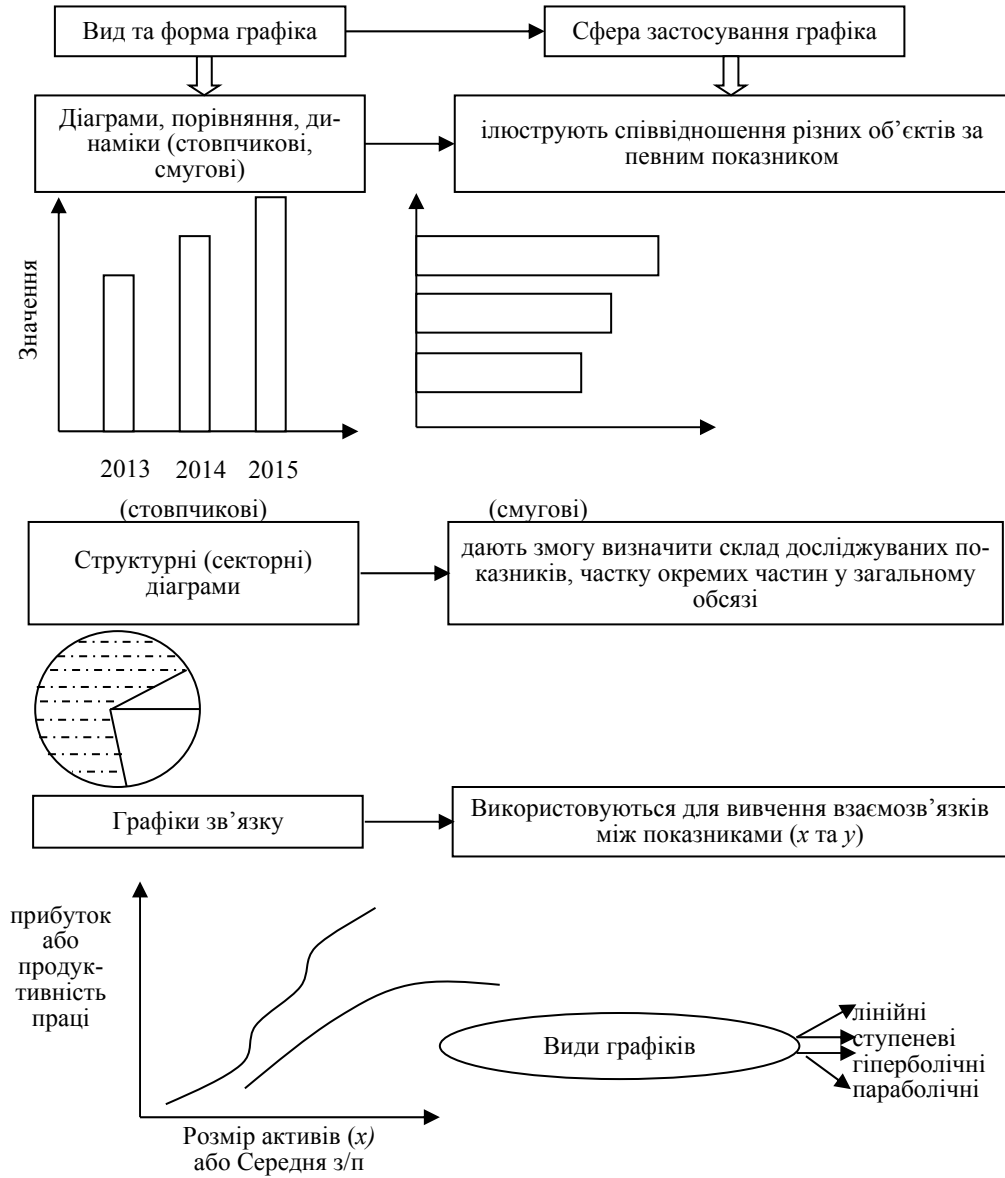 Вид та форма графіка
Сфера застосування графіка
Діаграми, порівняння, ди-
наміки (стовпчикові,
смугові)
ілюструють співвідношення різних об’єктів за
певним показником
Значення
2013 2014 2015
(стовпчикові)
(смугові)
Структурні (секторні)
діаграми
дають змогу визначити склад досліджуваних по-
казників, частку окремих частин у загальному
обсязі
Графіки зв’язку
Використовуються для вивчення взаємозв’язків
між показниками (x та y)
прибуток
або
продук-
тивність
праці
Види графіків
лінійні
ступеневі
гіперболічні
параболічні
Розмір активів (x)
або Середня з/п